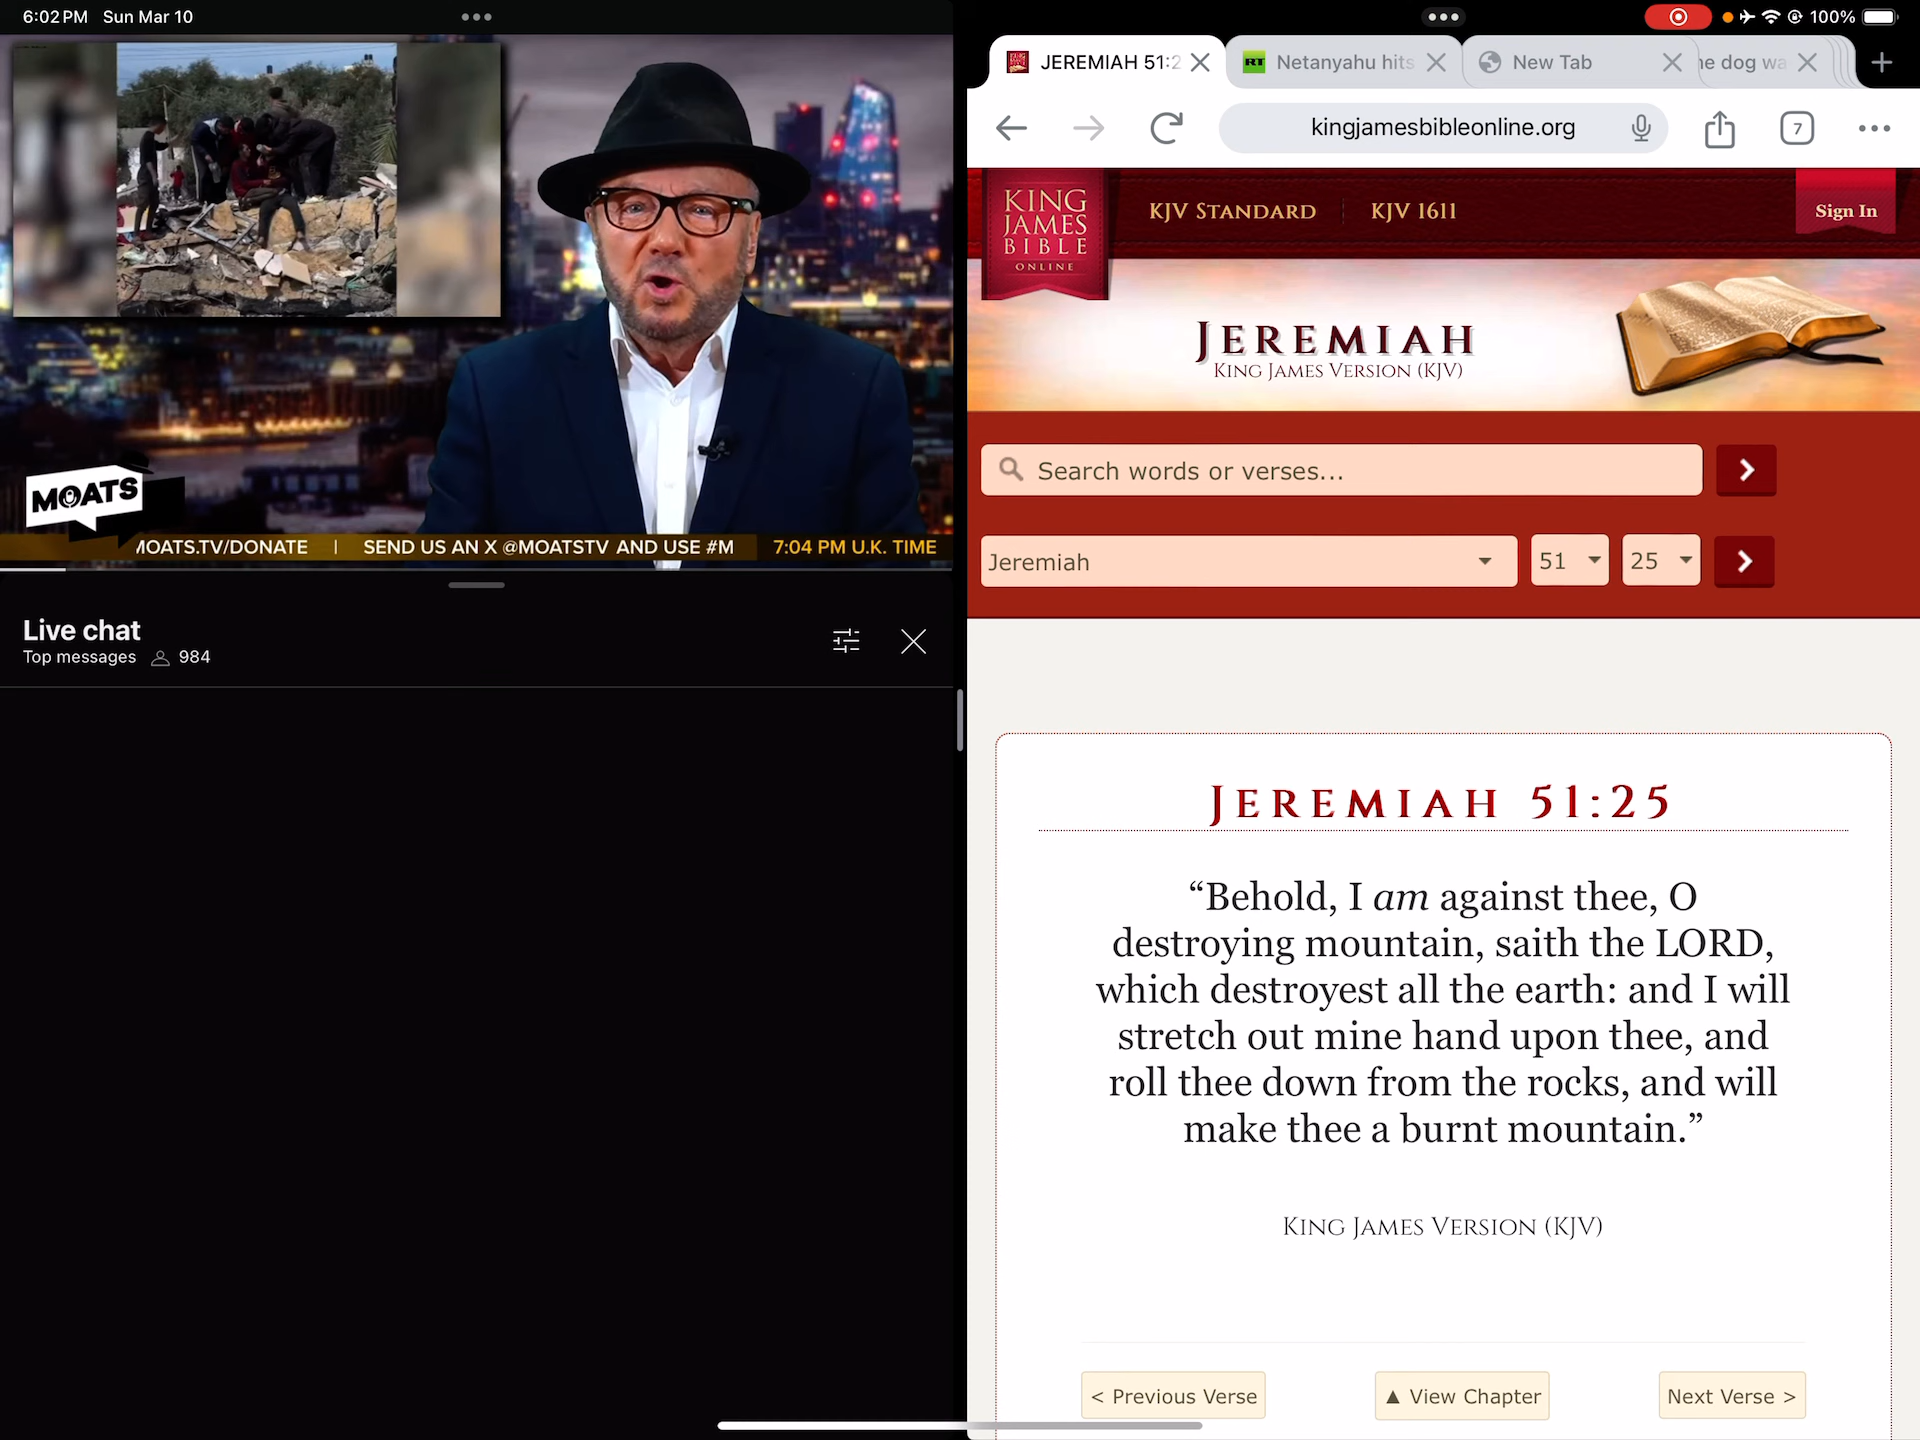 6:02 PM Sun Mar 10
MOATS
MOATS.TV/DONATE | SEND US AN X @MOATSTV AND USE #M
7:04 PM U.K. TIME
Live chat
Top messages 984
100%
JEREMIAH 51:2
RT Netanyahu hits
New Tab
he dog wa
kingjamesbibleonline.org
7
KING
JAMES
BIBLE
ONLINE
KJV STANDARD
KJV 1611
Sign In
JEREMIAH
KING JAMES VERSION (KJV)
Search words or verses...
Jeremiah
51
25
JEREMIAH 51:25
“Behold, I am against thee, O
destroying mountain, saith the LORD,
which destroyest all the earth: and I will
stretch out mine hand upon thee, and
roll thee down from the rocks, and will
make thee a burnt mountain.”
KING JAMES VERSION (KJV)
< Previous Verse
▲ View Chapter
Next Verse >